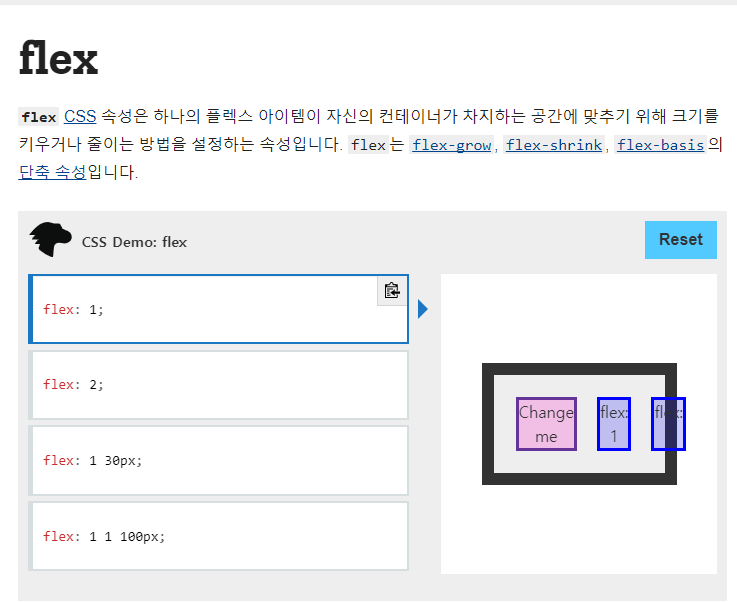 flex
flex CSS 속성은 하나의 플렉스 아이템이 자신의 컨테이너가 차지하는 공간에 맞추기 위해 크기를
키우거나 줄이는 방법을 설정하는 속성입니다. flex는 flex-grow, flex-shrink, flex-basis의
단축 속성입니다.
CSS Demo: flex
Reset
flex: 1;
flex: 2;
flex: 1 30px;
flex: 1 1 100px;
Change
me
flex:
1